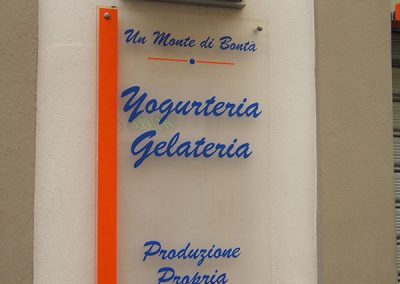 Un Monte di Bontà
Yogurteria
Gelateria
Produzione
Propria